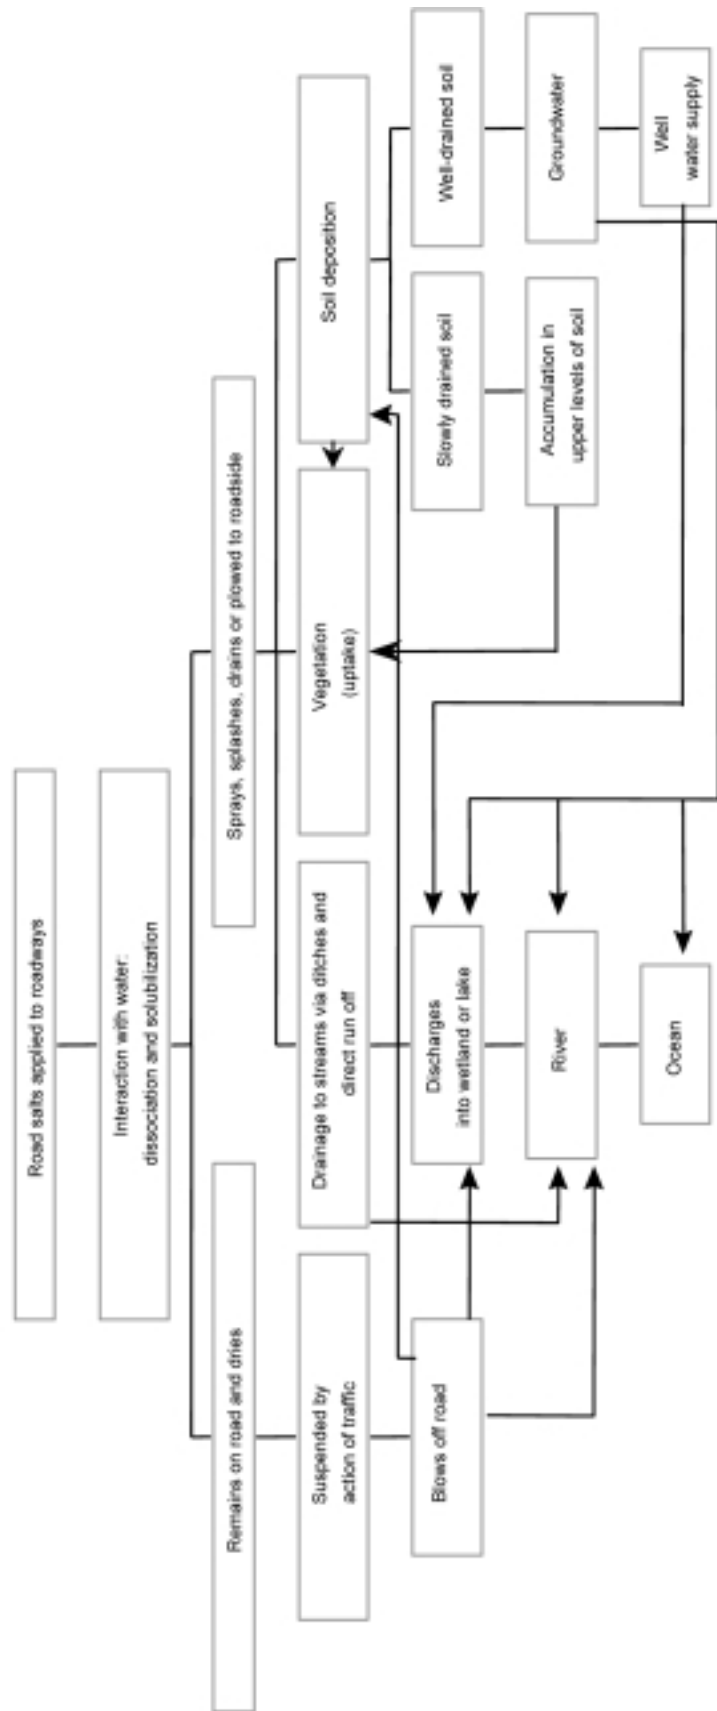 Road salts applied to roadways
Interaction with water:
dissociation and solubilization
Remains on road and dries
Sprays, splashes, drains or plowed to roadside
Suspended by
action of traffic
Drainage to streams via ditches and
direct run off
Vegetation
(uptake)
Soil deposition
Blows off road
Discharges
into wetland or lake
Slowly drained soil
Well-drained soil
River
Accumulation in
upper levels of soil
Groundwater
Ocean
Well
water supply